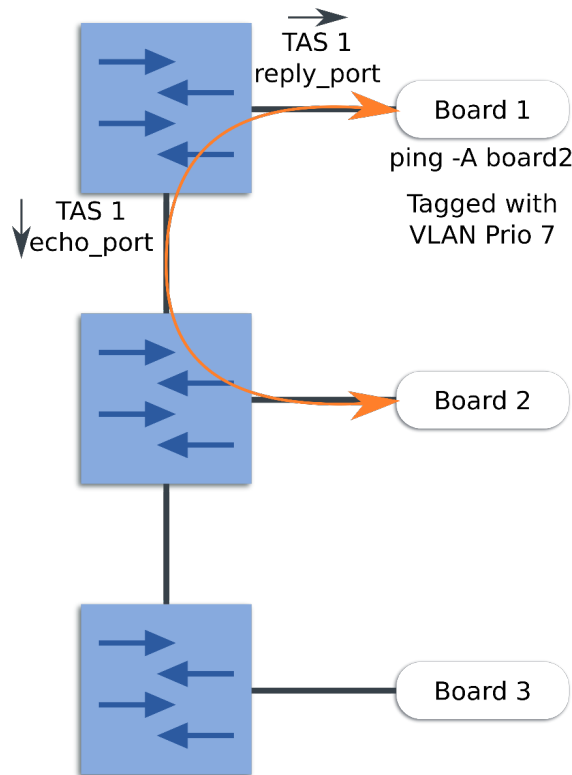 TAS 1
reply_port
Board 1
ping -A board2
Tagged with
VLAN Prio 7
TAS 1
echo_port
Board 2
Board 3